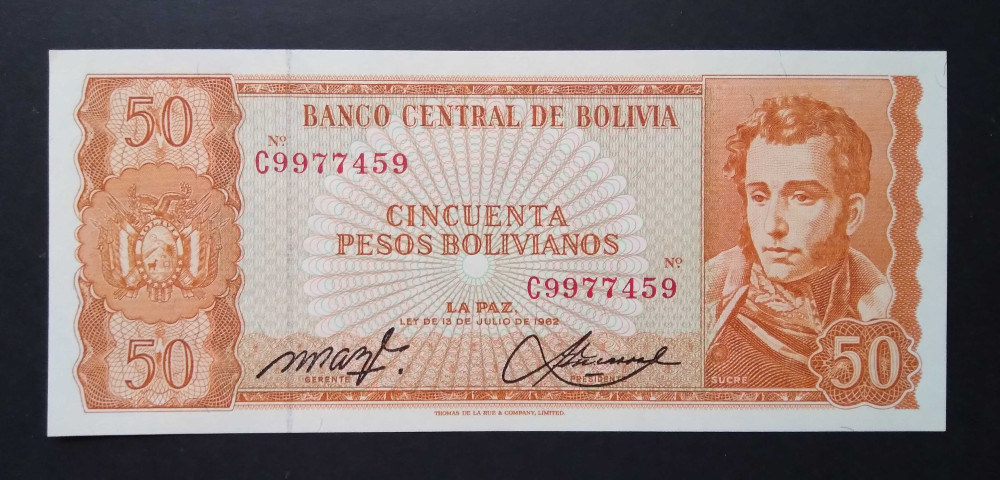 50
BANCO CENTRAL DE BOLIVIA
Nº
C9977459
CINCUENTA
PESOS BOLIVIANOS
Nº
C9977459
LA PAZ,
LEY DE 13 DE JULIO DE 1962
GERENTE
PRESIDENTE
SUCRE
50
50
THOMAS DE LA RUE & COMPANY, LIMITED.